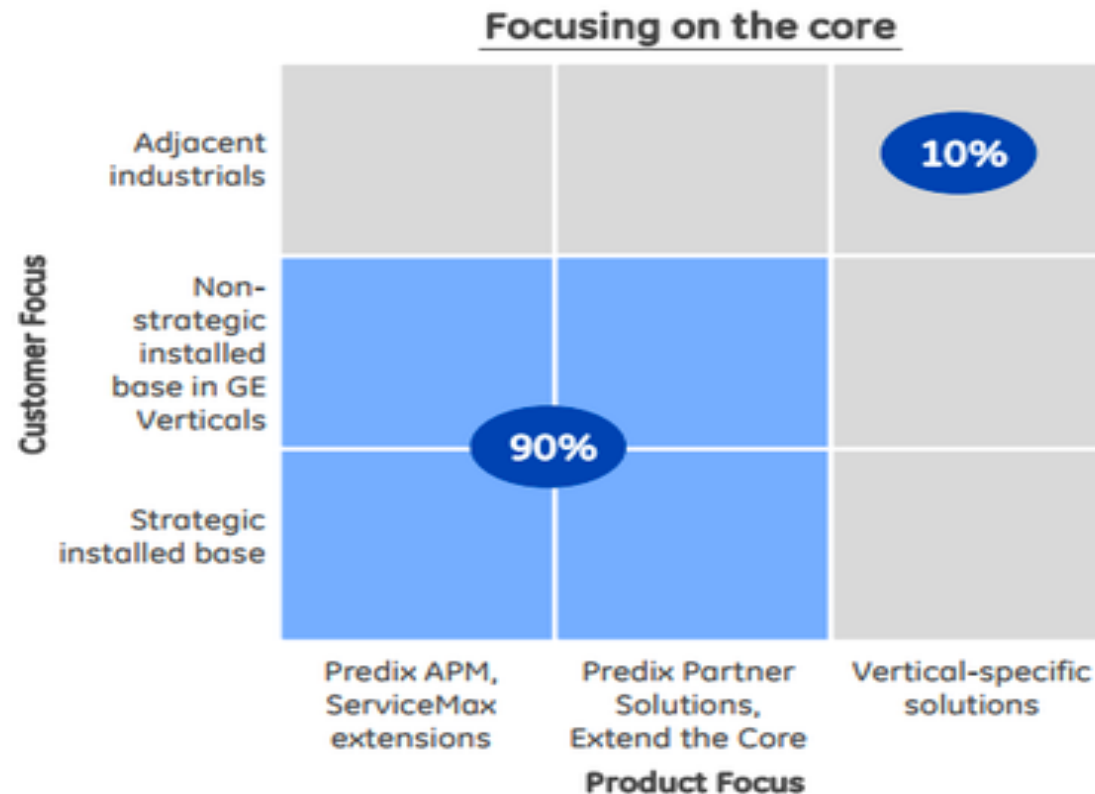 Focusing on the core
Customer Focus
Adjacent
industrials
10%
Non-
strategic
installed
base in GE
Verticals
90%
Strategic
installed base
Predix APM,
ServiceMax
extensions
Predix Partner
Solutions,
Extend the Core
Vertical-specific
solutions
Product Focus